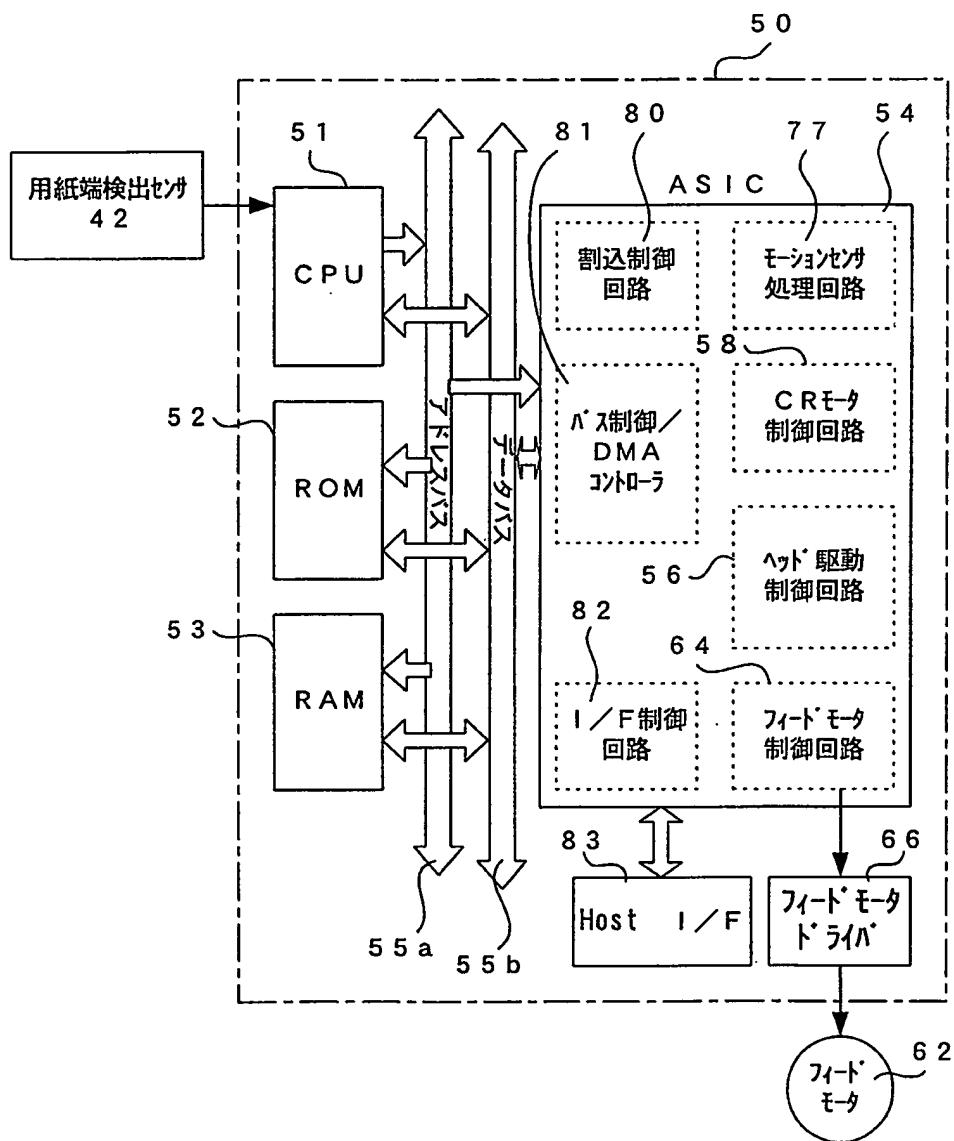 ５０
５１
８１
８０
７７
５４
用紙端検出ｾﾝｻ
４２
ＡＳＩＣ
ＣＰＵ
割込制御
回路
ﾓｰｼｮﾝｾﾝｻ
処理回路
５８
５２
ＲＯＭ
アドレスバス
データバス
ﾊﾞｽ制御／
ＤＭＡ
ｺﾝﾄﾛｰﾗ
ＣＲﾓｰﾀ
制御回路
５６
ﾍｯﾄﾞ駆動
制御回路
５３
ＲＡＭ
８２
６４
Ｉ／Ｆ制御
回路
ﾌｨｰﾄﾞﾓｰﾀ
制御回路
５５ａ
５５ｂ
８３
６６
Host Ｉ／Ｆ
ﾌｨｰﾄﾞﾓｰﾀ
ﾄﾞﾗｲﾊﾞ
６２
ﾌｨｰﾄﾞ
ﾓｰﾀ